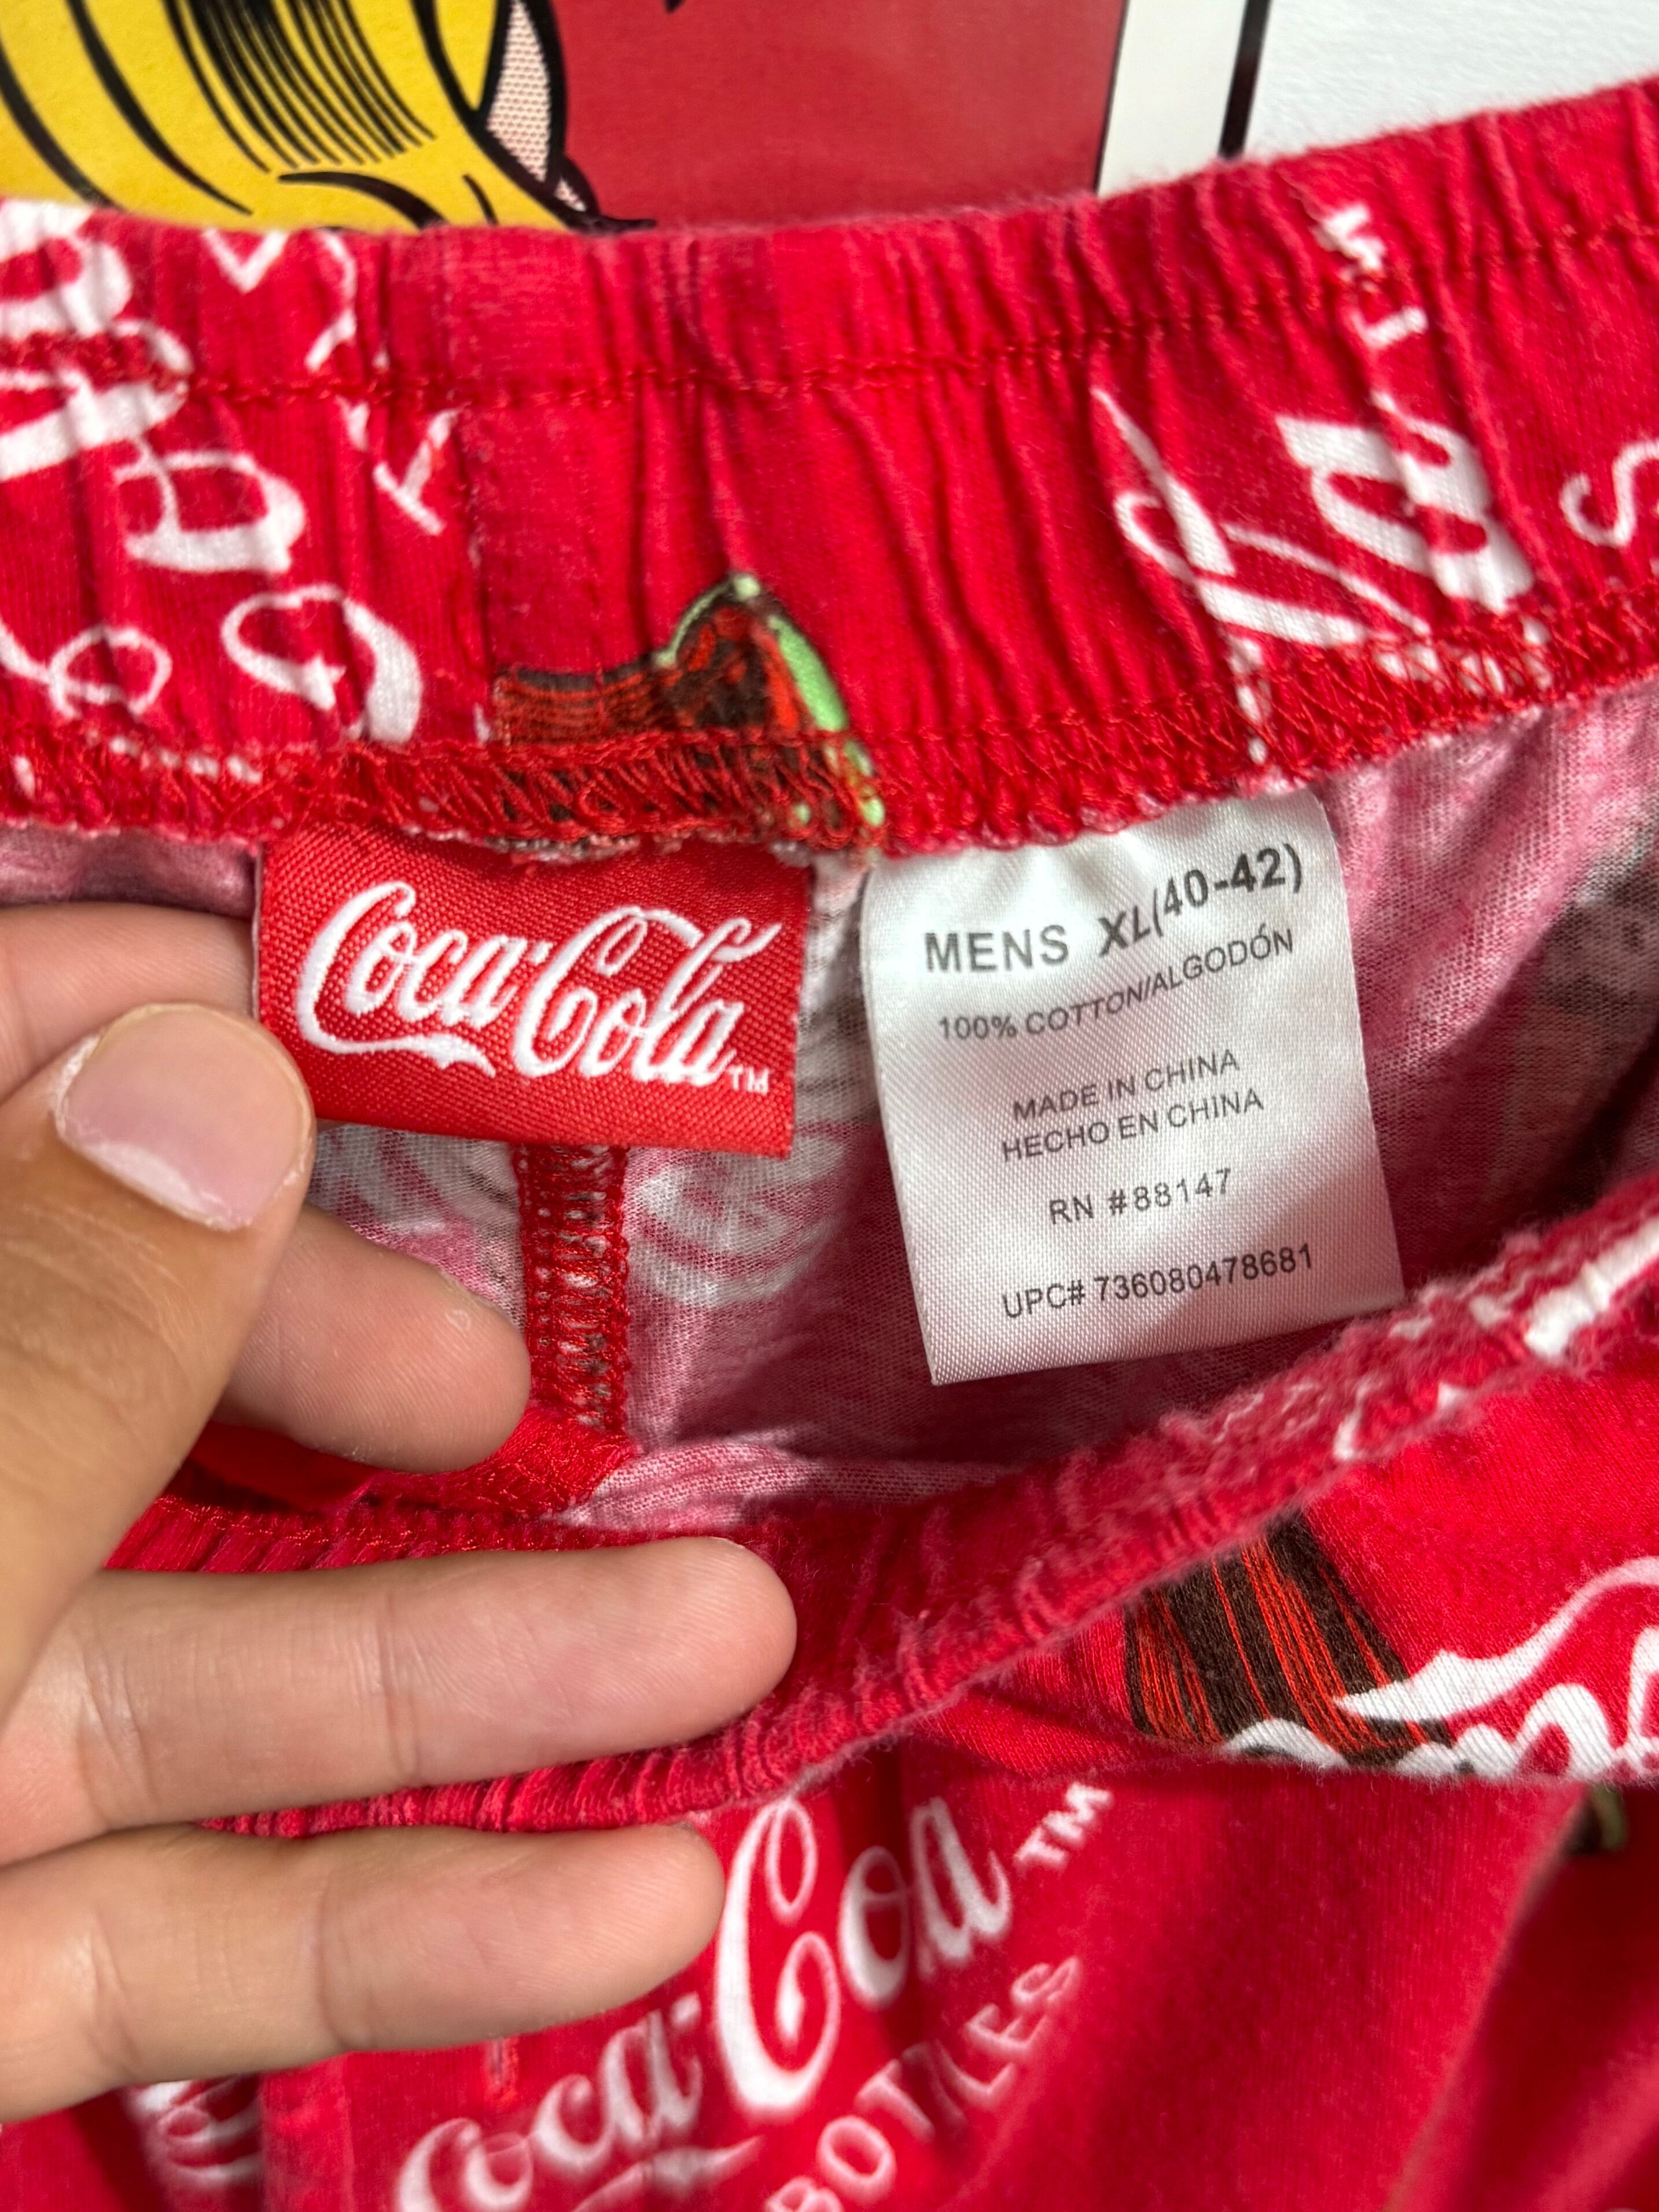 Coca-Cola TM
MENS XL(40-42)
100% COTTON/ALGODÓN
MADE IN CHINA
HECHO EN CHINA
RN #88147
UPC# 736080478681
Coca-Cola TM
BOTTLES